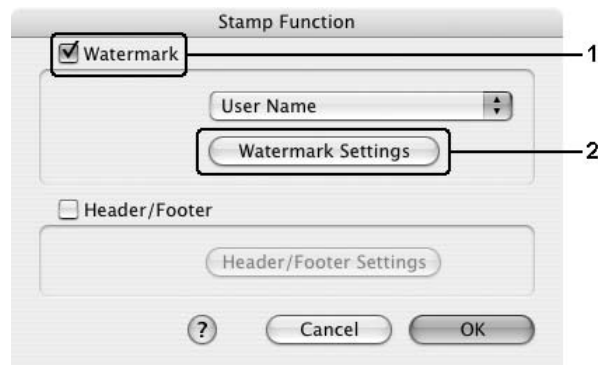 Stamp Function
Watermark
1
User Name
Watermark Settings
2
Header/Footer
Header/Footer Settings
?
Cancel
OK